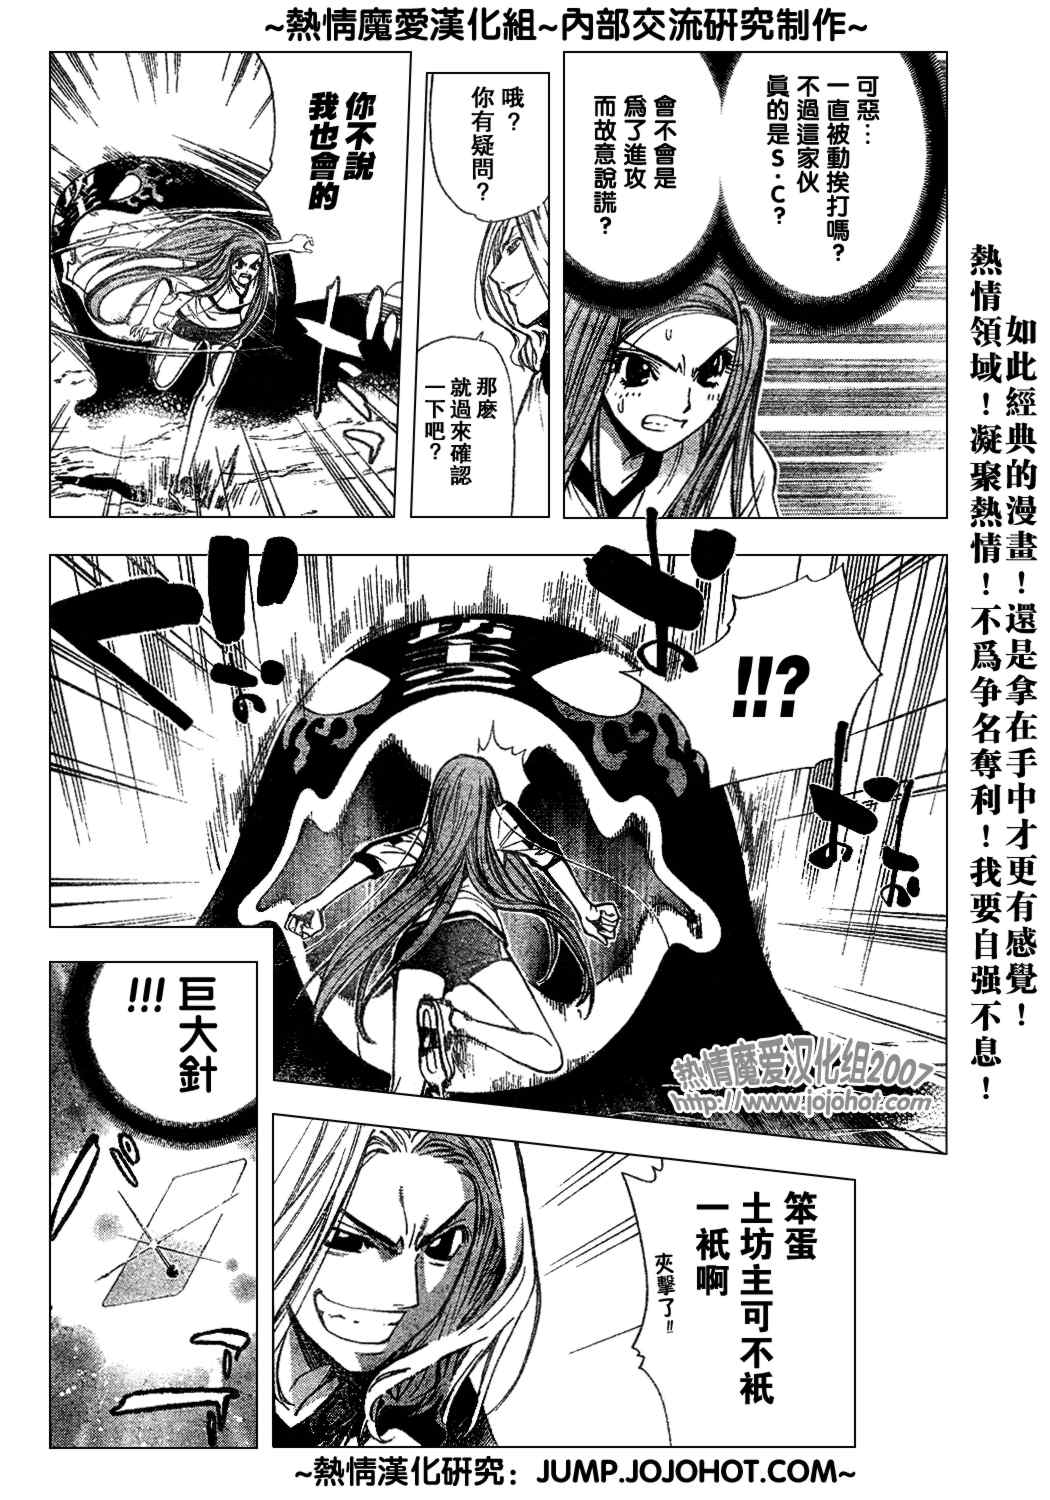 ~熱情魔愛漢化組~內部交流研究制作~
可惡…
一直被動挨打嗎?
不過這家伙
眞的是S·C?
會不會是
爲了進攻
而故意說謊?
哦?
你有疑問?
那麼
就過來確認
一下吧?
你不說
我也會的
!!?
巨大針
!!!
笨蛋
土坊主可不衹
一衹啊
夾擊了!!
如此經典的漫畫!還是拿在手中才更有感覺!
熱情領域!凝聚熱情!不爲争名奪利!我要自强不息!
热情魔爱汉化组2007
http://www.jojohot.com
~熱情漢化研究：JUMP.JOJOHOT.COM~